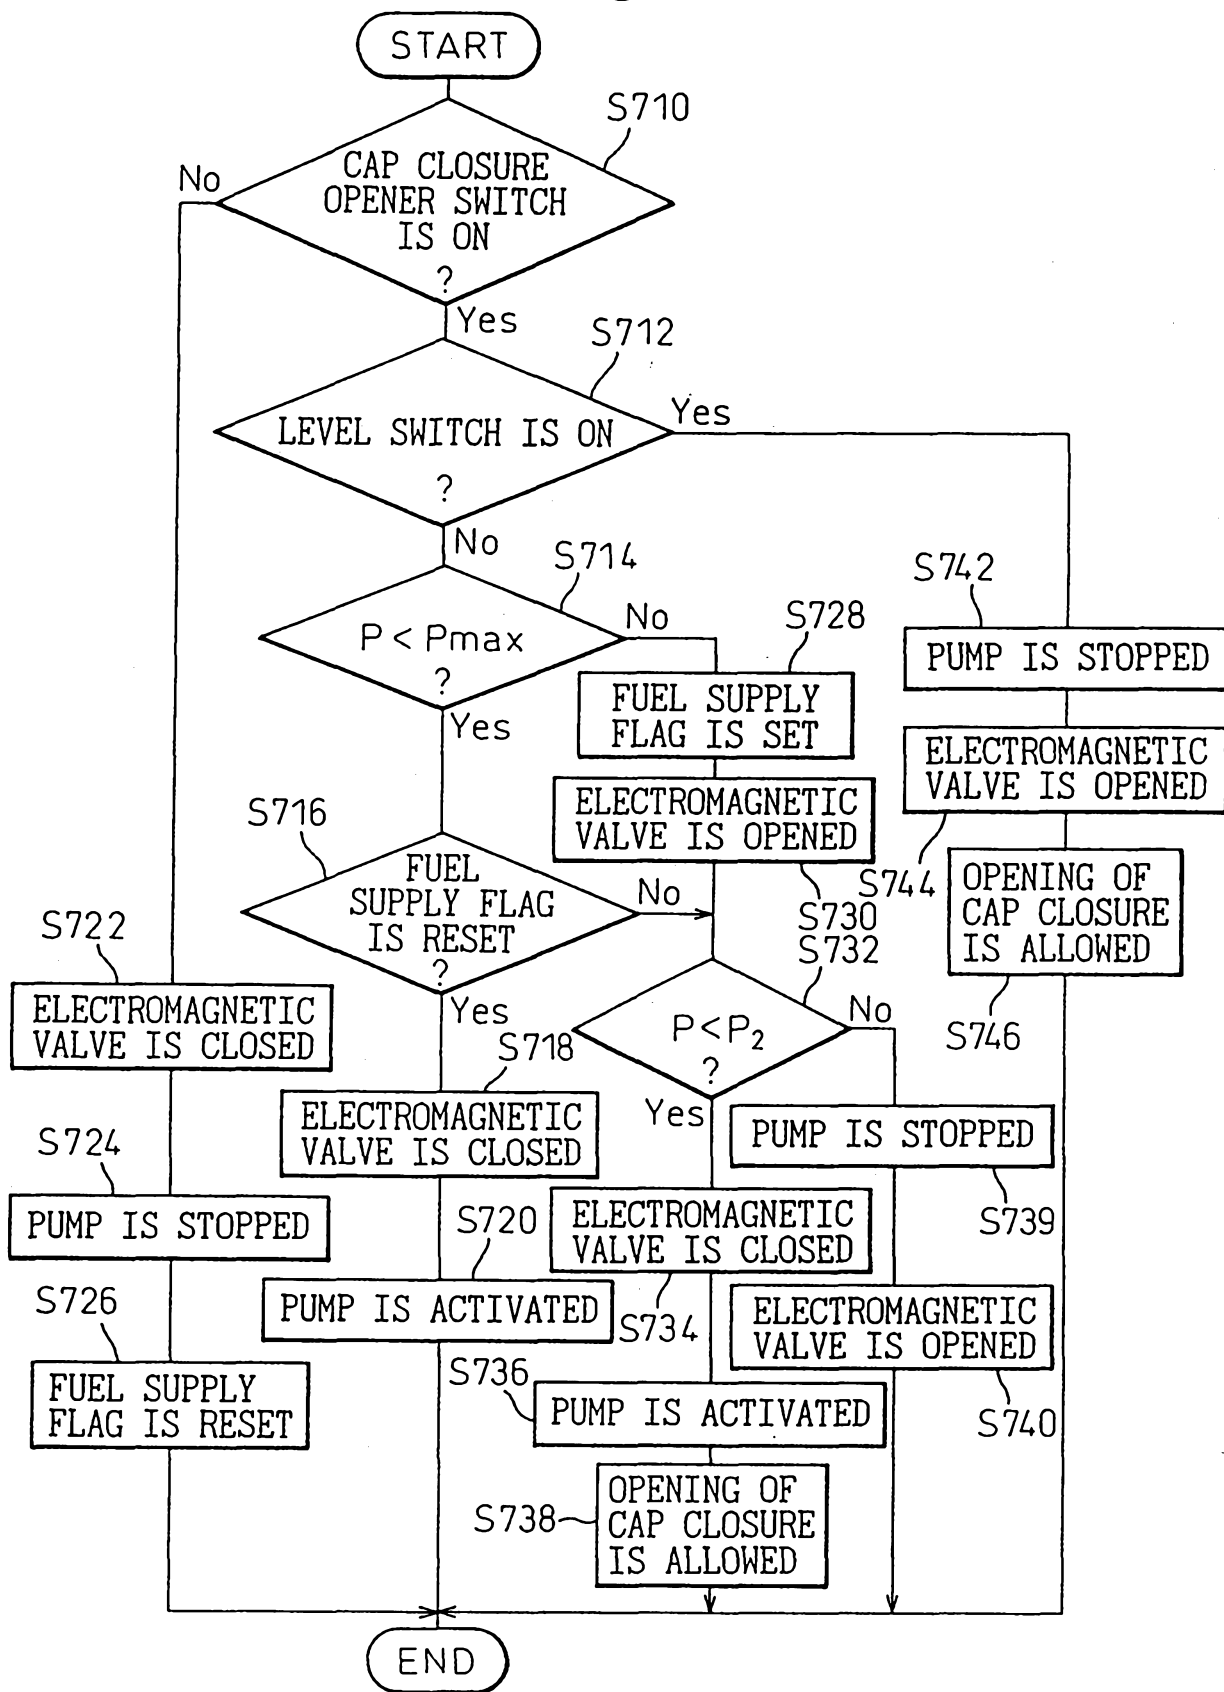 START
S710
CAP CLOSURE
OPENER SWITCH
IS ON
?
No
Yes
S712
LEVEL SWITCH IS ON
?
Yes
No
S714
P < Pmax
?
No
Yes
S728
FUEL SUPPLY
FLAG IS SET
S742
PUMP IS STOPPED
ELECTROMAGNETIC
VALVE IS OPENED
S730
ELECTROMAGNETIC
VALVE IS OPENED
S744
S716
FUEL
SUPPLY FLAG
IS RESET
?
No
Yes
OPENING OF
CAP CLOSURE
IS ALLOWED
S746
S732
P<P2
?
No
Yes
S722
ELECTROMAGNETIC
VALVE IS CLOSED
S718
ELECTROMAGNETIC
VALVE IS CLOSED
PUMP IS STOPPED
S739
S724
PUMP IS STOPPED
S720
PUMP IS ACTIVATED
ELECTROMAGNETIC
VALVE IS CLOSED
S734
ELECTROMAGNETIC
VALVE IS OPENED
S740
S726
FUEL SUPPLY
FLAG IS RESET
S736
PUMP IS ACTIVATED
S738
OPENING OF
CAP CLOSURE
IS ALLOWED
END